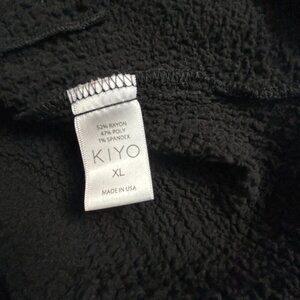 52% RAYON
47% POLY
1% SPANDEX
KIYO
XL
MADE IN USA